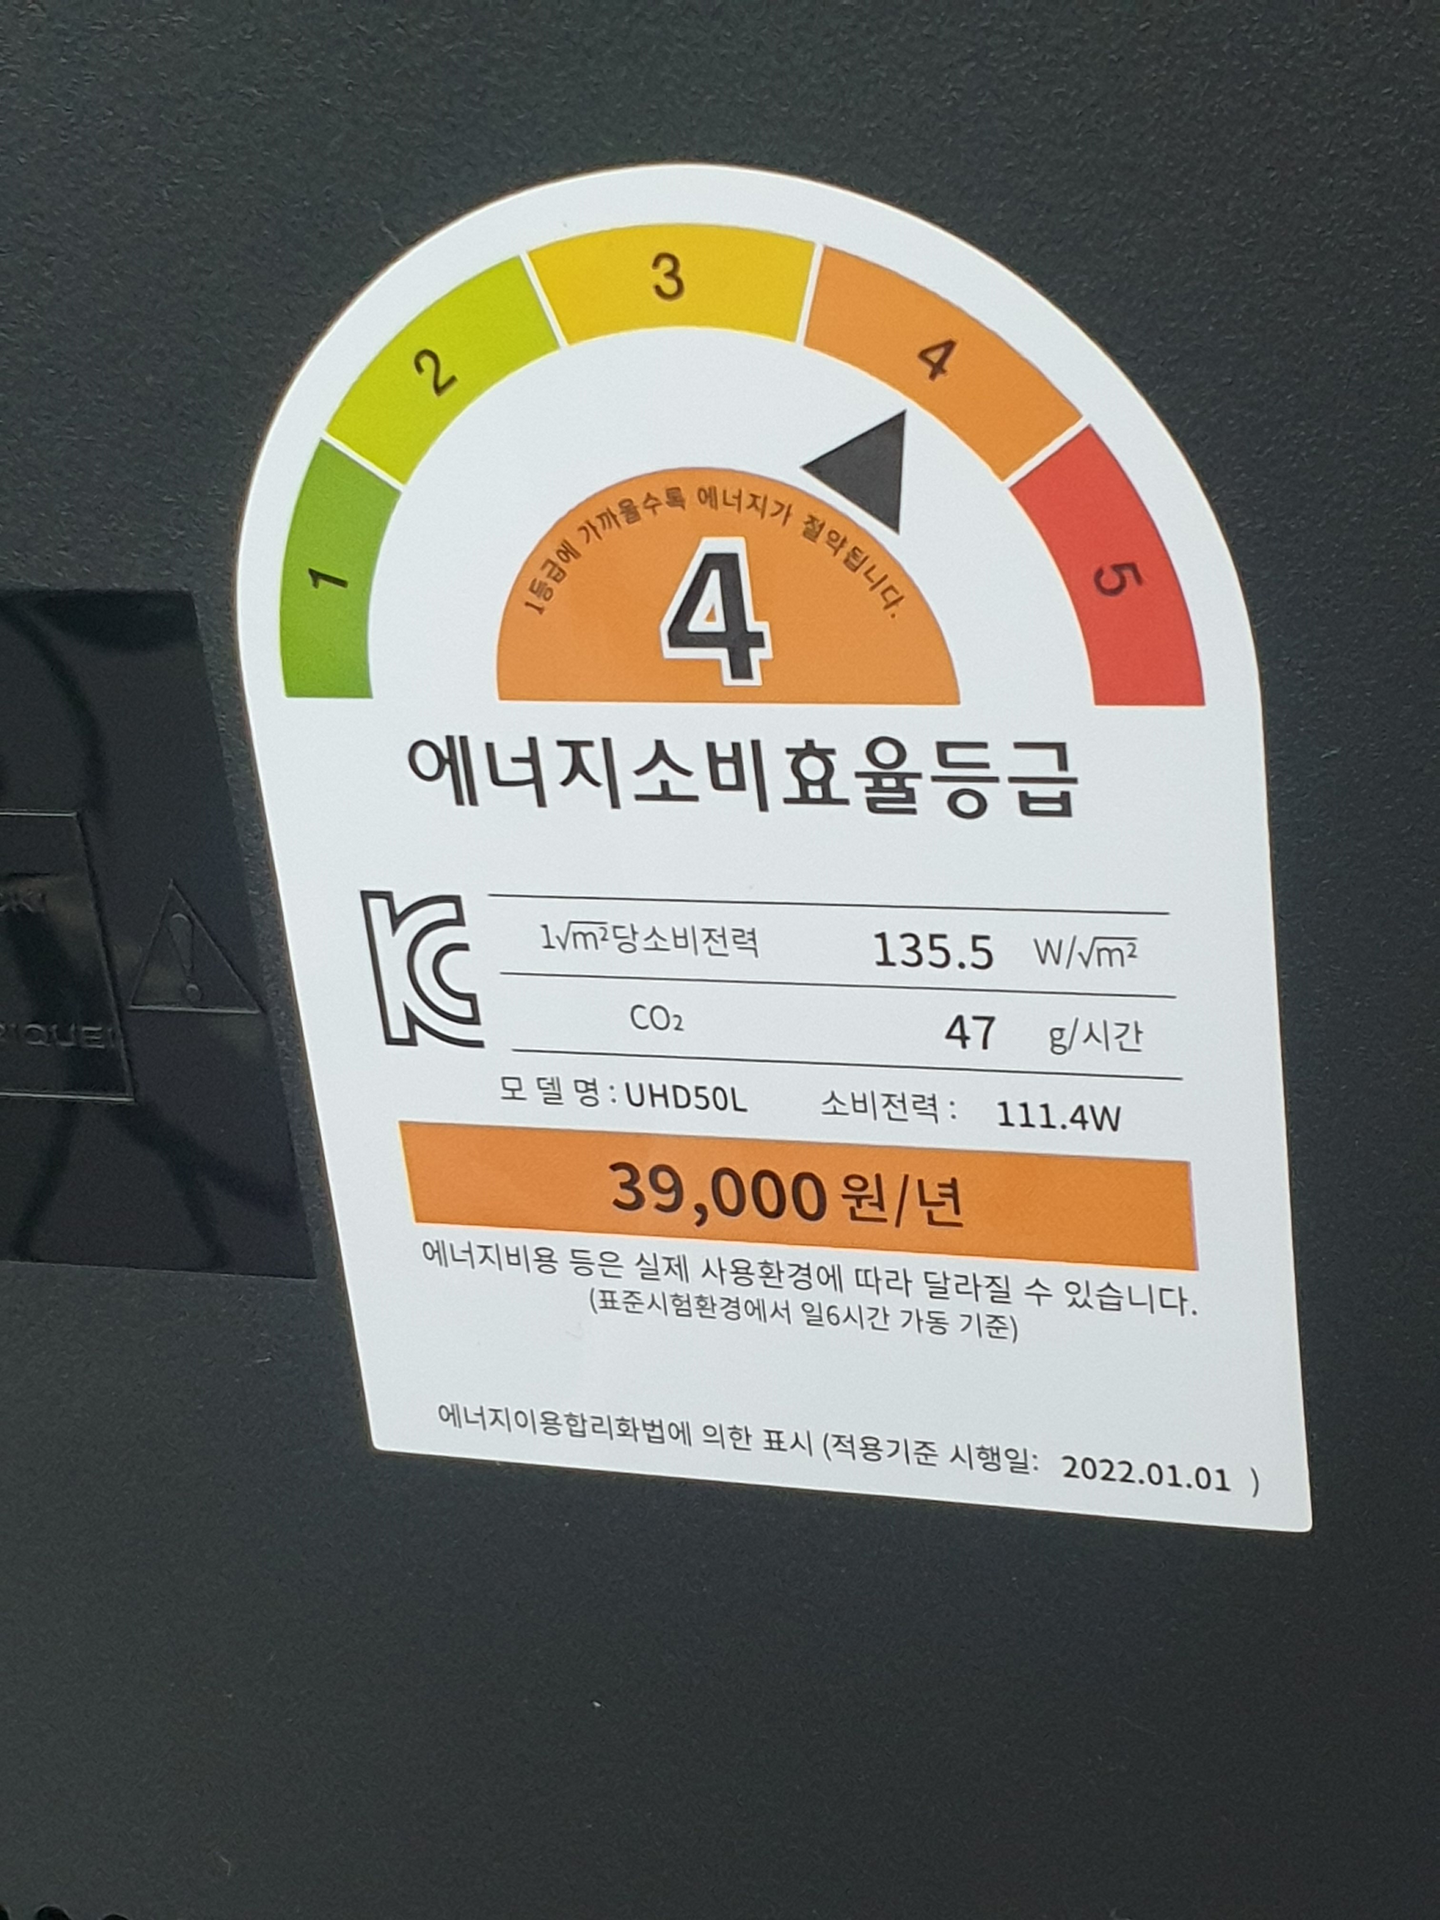 1
2
3
4
5
1등급에 가까울수록 에너지가 절약됩니다.
4
에너지소비효율등급
1√m²당소비전력 135.5 W/√m²
CO₂ 47 g/시간
모 델 명 : UHD50L 소비전력 : 111.4W
39,000 원/년
에너지비용 등은 실제 사용환경에 따라 달라질 수 있습니다.
(표준시험환경에서 일6시간 가동 기준)
에너지이용합리화법에 의한 표시 (적용기준 시행일: 2022.01.01 )